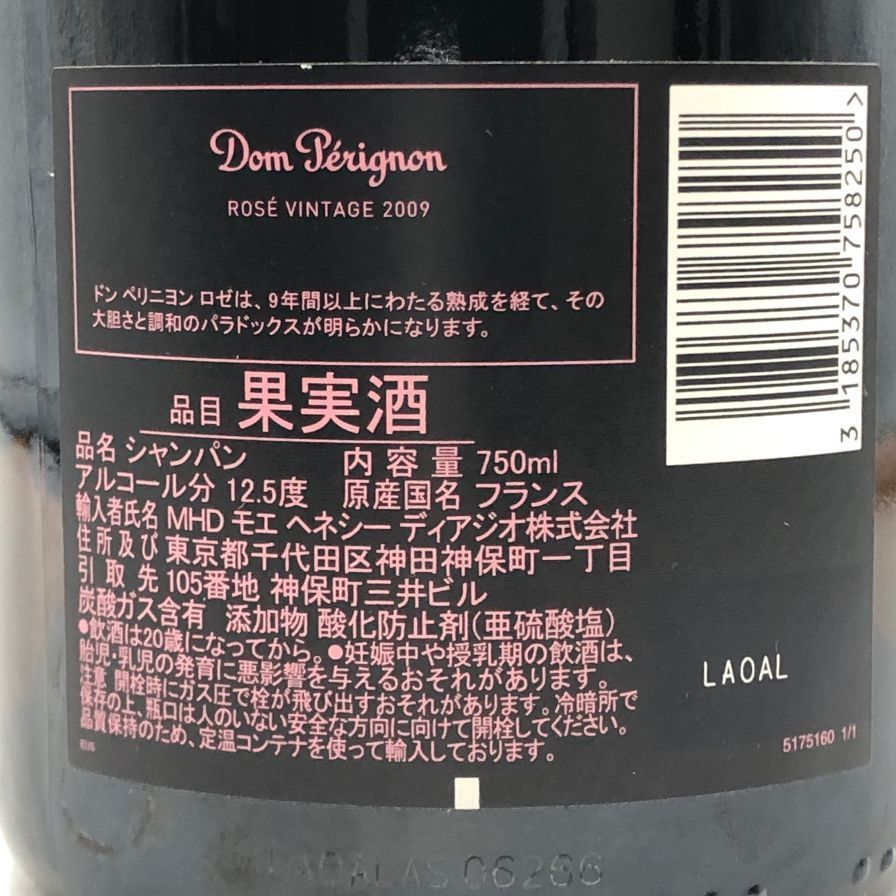 Dom Pérignon
ROSÉ VINTAGE 2009
ドン ペリニヨン ロゼは、9年間以上にわたる熟成を経て、その
大胆さと調和のパラドックスが明らかになります。
品目 果実酒
品名 シャンパン 内容量 750ml
アルコール分 12.5度 原産国名 フランス
輸入者氏名 MHD モエ ヘネシー ディアジオ株式会社
住所及び 東京都千代田区神田神保町一丁目
引取先 105番地 神保町三井ビル
炭酸ガス含有 添加物 酸化防止剤(亜硫酸塩)
●飲酒は20歳になってから。●妊娠中や授乳期の飲酒は、
胎児・乳児の発育に悪影響を与えるおそれがあります。
注意 開栓時にガス圧で栓が飛び出すおそれがあります。冷暗所で
保存の上、瓶口は人のいない安全な方向に向けて開栓してください。
品質保持のため、定温コンテナを使って輸入しております。
3 185370 758250 >
LAOAL
5175160 1/1
LAOALAS 06286